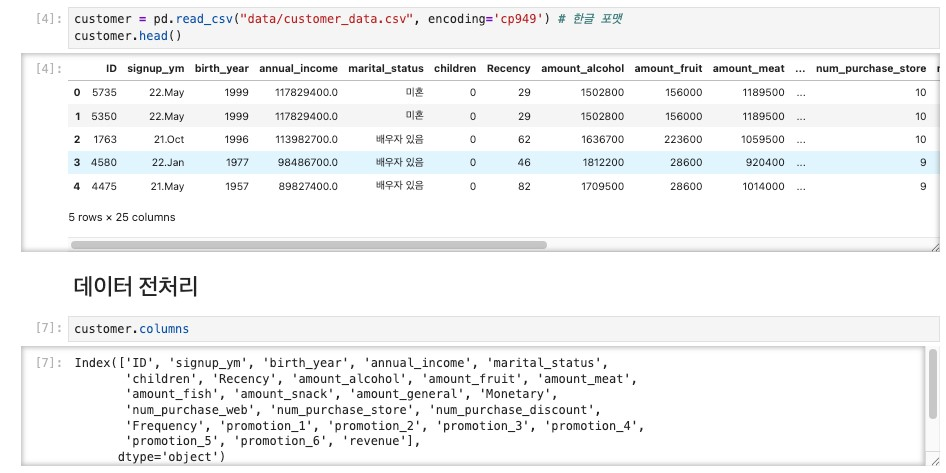 [4]: customer = pd.read_csv("data/customer_data.csv", encoding='cp949') # 한글 포맷
customer.head()
[4]: ID signup_ym birth_year annual_income marital_status children Recency amount_alcohol amount_fruit amount_meat ... num_purchase_store
0 5735 22.May 1999 117829400.0 미혼 0 29 1502800 156000 1189500 ... 10
1 5350 22.May 1999 117829400.0 미혼 0 29 1502800 156000 1189500 ... 10
2 1763 21.Oct 1996 113982700.0 배우자 있음 0 62 1636700 223600 1059500 ... 10
3 4580 22.Jan 1977 98486700.0 배우자 있음 0 46 1812200 28600 920400 ... 9
4 4475 21.May 1957 89827400.0 배우자 있음 0 82 1709500 28600 1014000 ... 9
5 rows × 25 columns
데이터 전처리
[7]: customer.columns
[7]: Index(['ID', 'signup_ym', 'birth_year', 'annual_income', 'marital_status',
'children', 'Recency', 'amount_alcohol', 'amount_fruit', 'amount_meat',
'amount_fish', 'amount_snack', 'amount_general', 'Monetary',
'num_purchase_web', 'num_purchase_store', 'num_purchase_discount',
'Frequency', 'promotion_1', 'promotion_2', 'promotion_3', 'promotion_4',
'promotion_5', 'promotion_6', 'revenue'],
dtype='object')